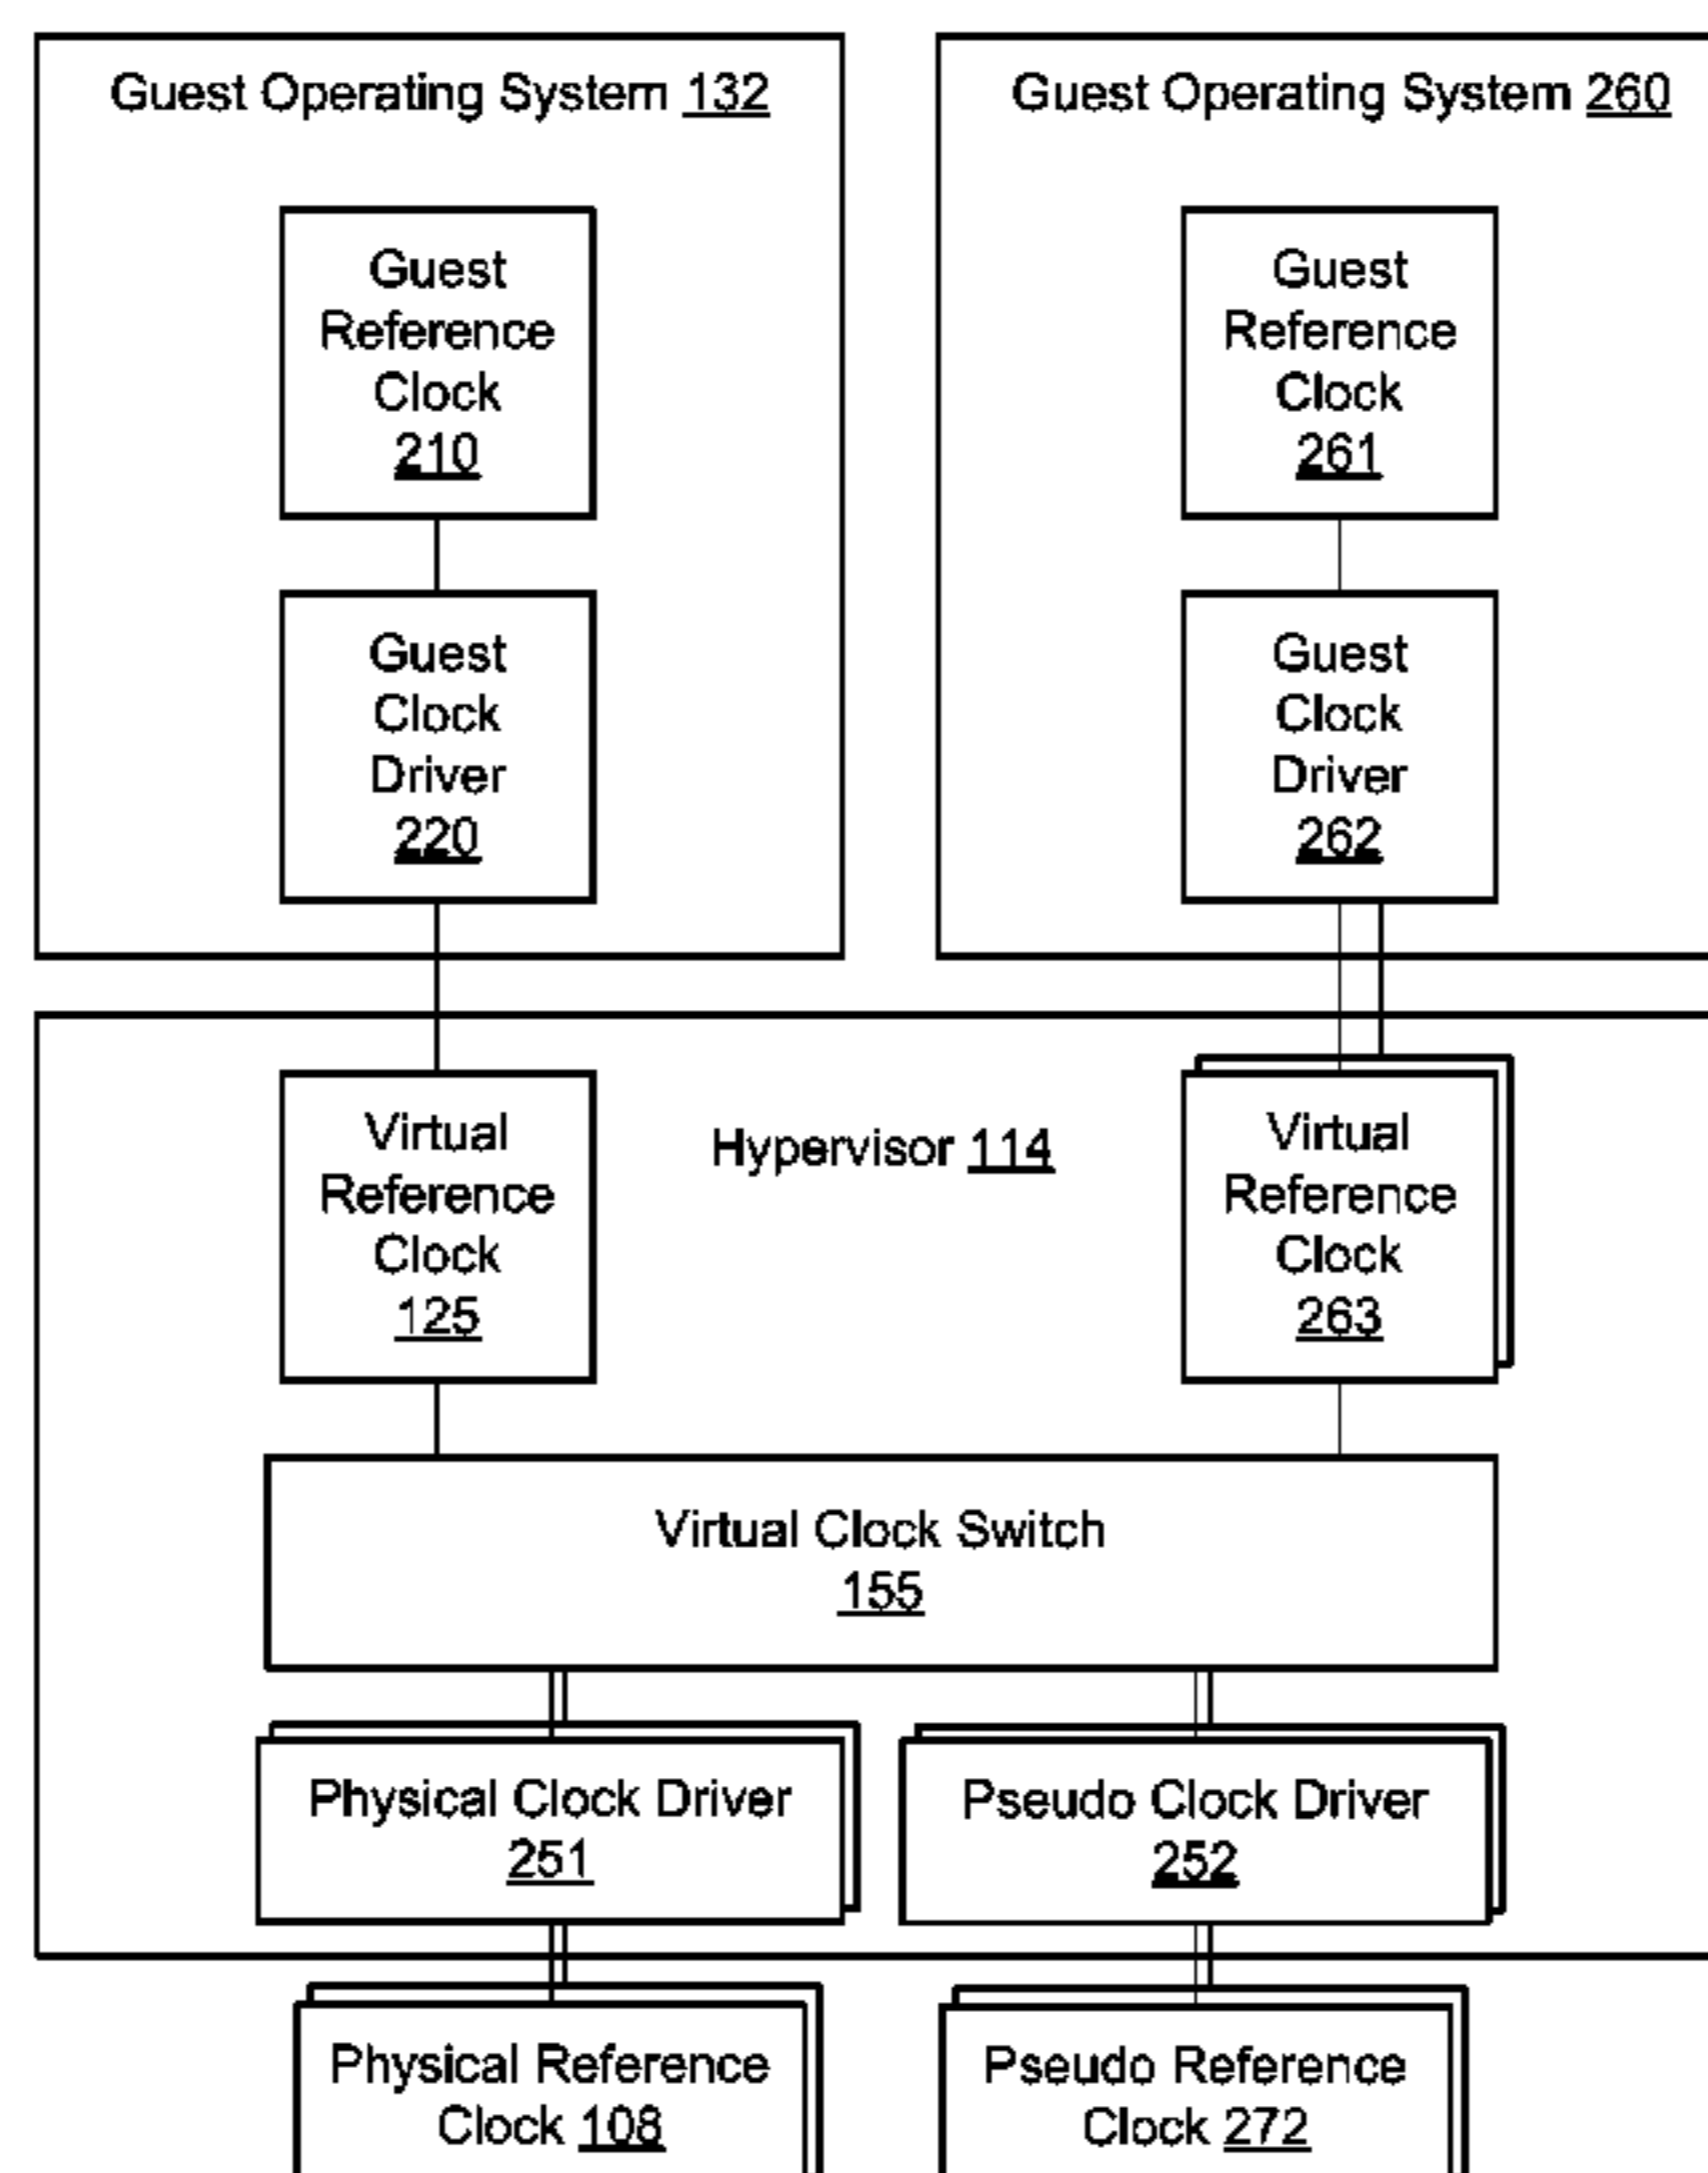 Guest Operating System 132
Guest
Reference
Clock
210
Guest
Clock
Driver
220
Guest Operating System 260
Guest
Reference
Clock
261
Guest
Clock
Driver
262
Hypervisor 114
Virtual
Reference
Clock
125
Virtual
Reference
Clock
263
Virtual Clock Switch
155
Physical Clock Driver
251
Pseudo Clock Driver
252
Physical Reference
Clock 108
Pseudo Reference
Clock 272